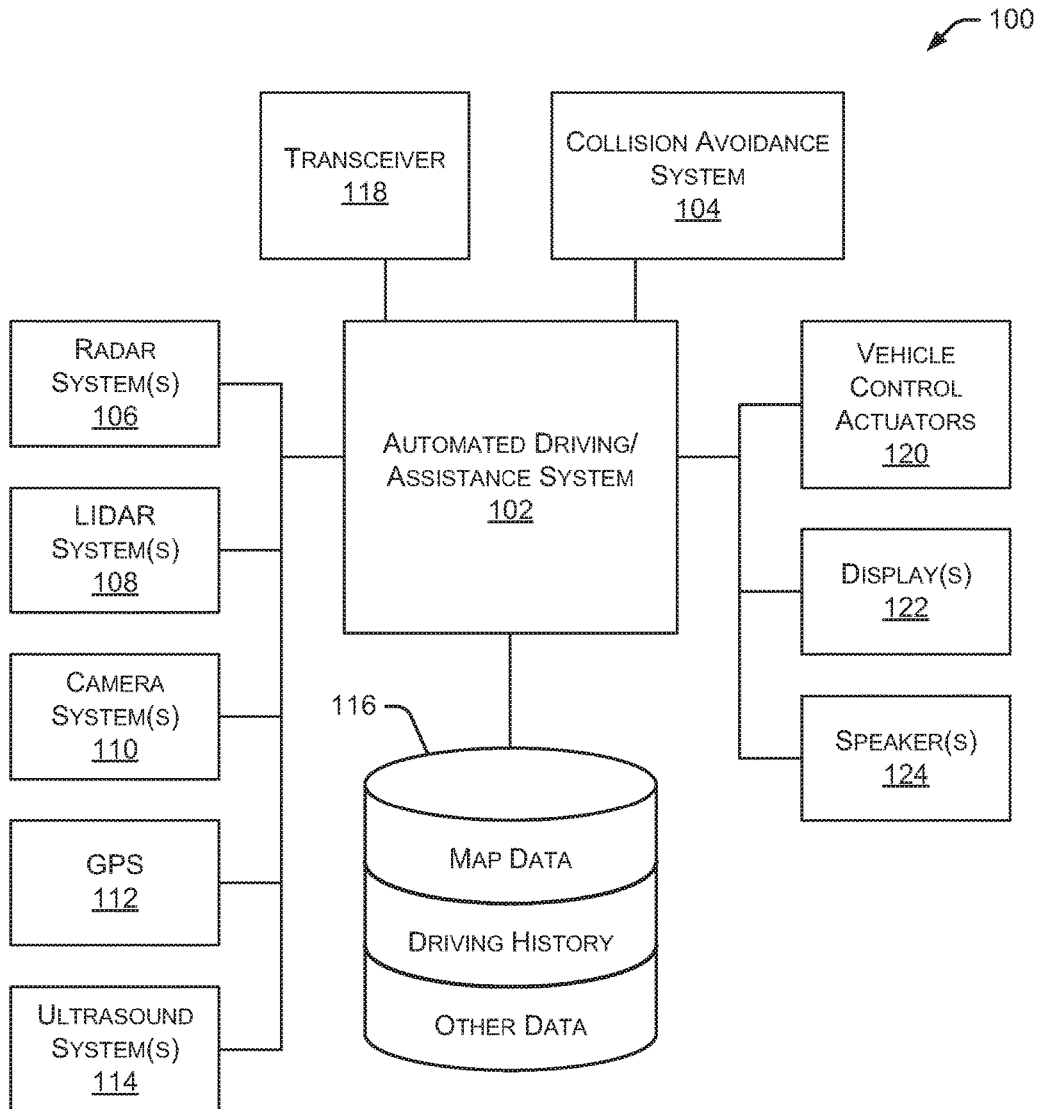 100
TRANSCEIVER
118
COLLISION AVOIDANCE
SYSTEM
104
RADAR
SYSTEM(S)
106
LIDAR
SYSTEM(S)
108
CAMERA
SYSTEM(S)
110
GPS
112
ULTRASOUND
SYSTEM(S)
114
AUTOMATED DRIVING/
ASSISTANCE SYSTEM
102
VEHICLE
CONTROL
ACTUATORS
120
DISPLAY(S)
122
SPEAKER(S)
124
116
MAP DATA
DRIVING HISTORY
OTHER DATA